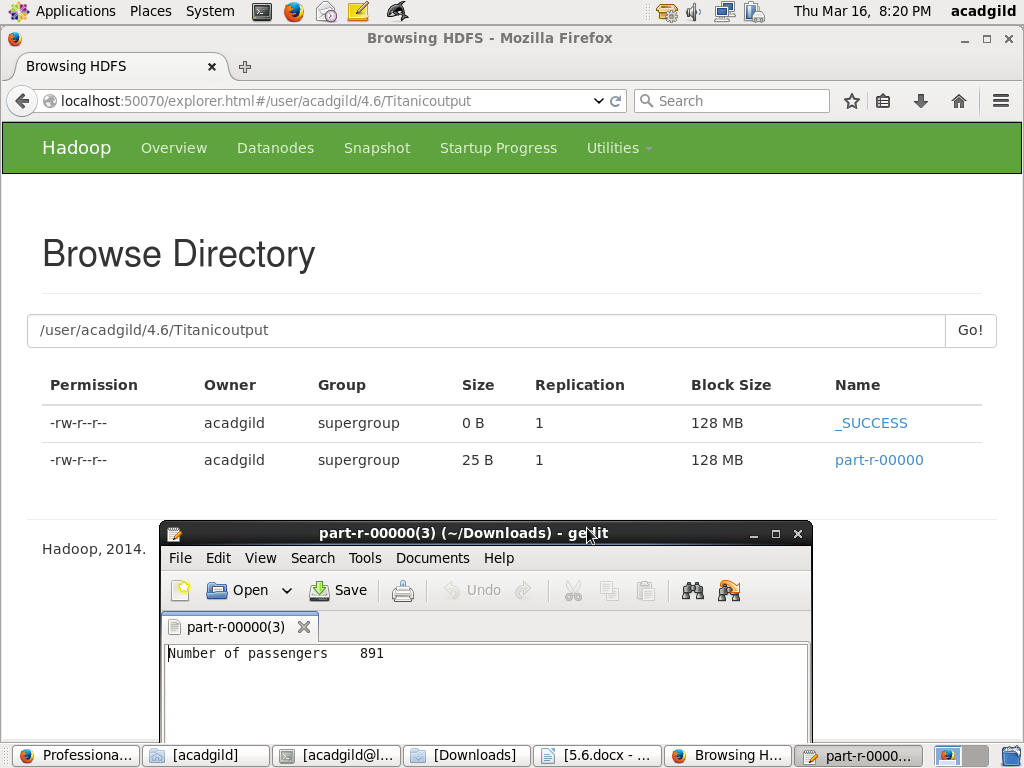 Applications Places System Thu Mar 16, 8:20 PM acadgild
Browsing HDFS - Mozilla Firefox
Browsing HDFS
localhost:50070/explorer.html#/user/acadgild/4.6/Titanicoutput Search
Hadoop Overview Datanodes Snapshot Startup Progress Utilities
Browse Directory
/user/acadgild/4.6/Titanicoutput Go!
Permission Owner Group Size Replication Block Size Name
-rw-r--r-- acadgild supergroup 0 B 1 128 MB _SUCCESS
-rw-r--r-- acadgild supergroup 25 B 1 128 MB part-r-00000
Hadoop, 2014.
part-r-00000(3) (~/Downloads) - gedit
File Edit View Search Tools Documents Help
Open Save Undo
part-r-00000(3)
Number of passengers 891
Professiona... [acadgild] [acadgild@l... [Downloads] [5.6.docx - ... Browsing H... part-r-0000...